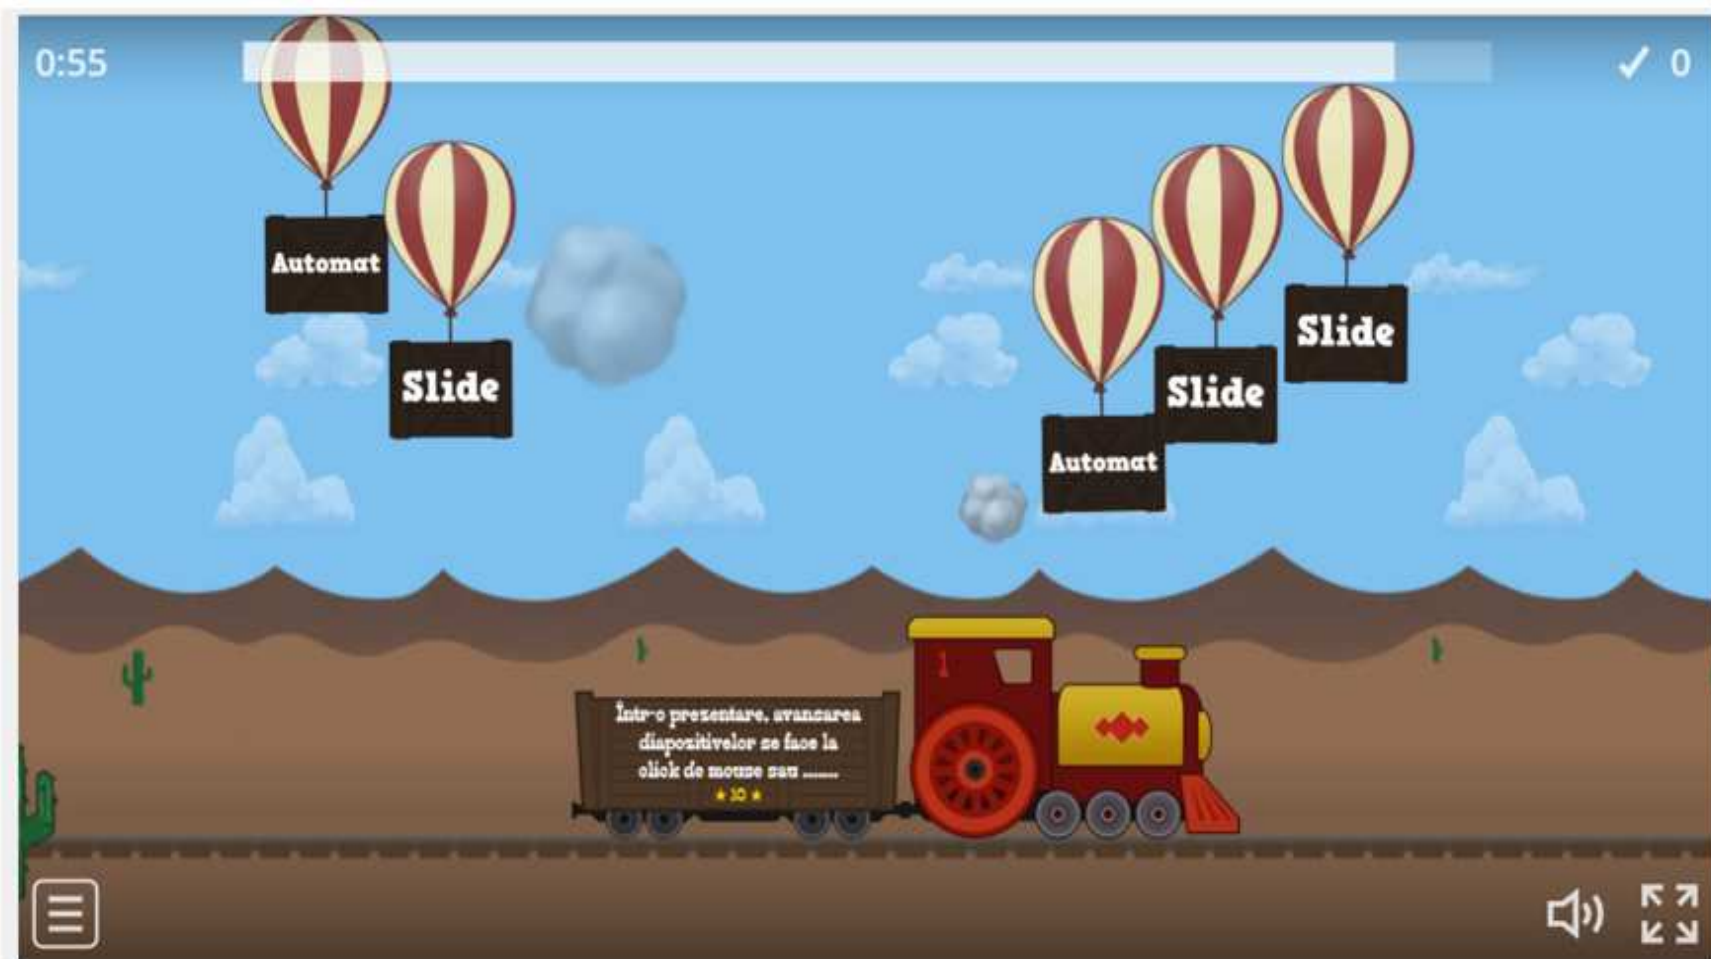 0:55
✓ 0
Automat
Slide
Automat
Slide
Slide
1
Într-o prezentare, avansarea
diapozitivelor se face la
click de mouse sau ........
★ 10 ★